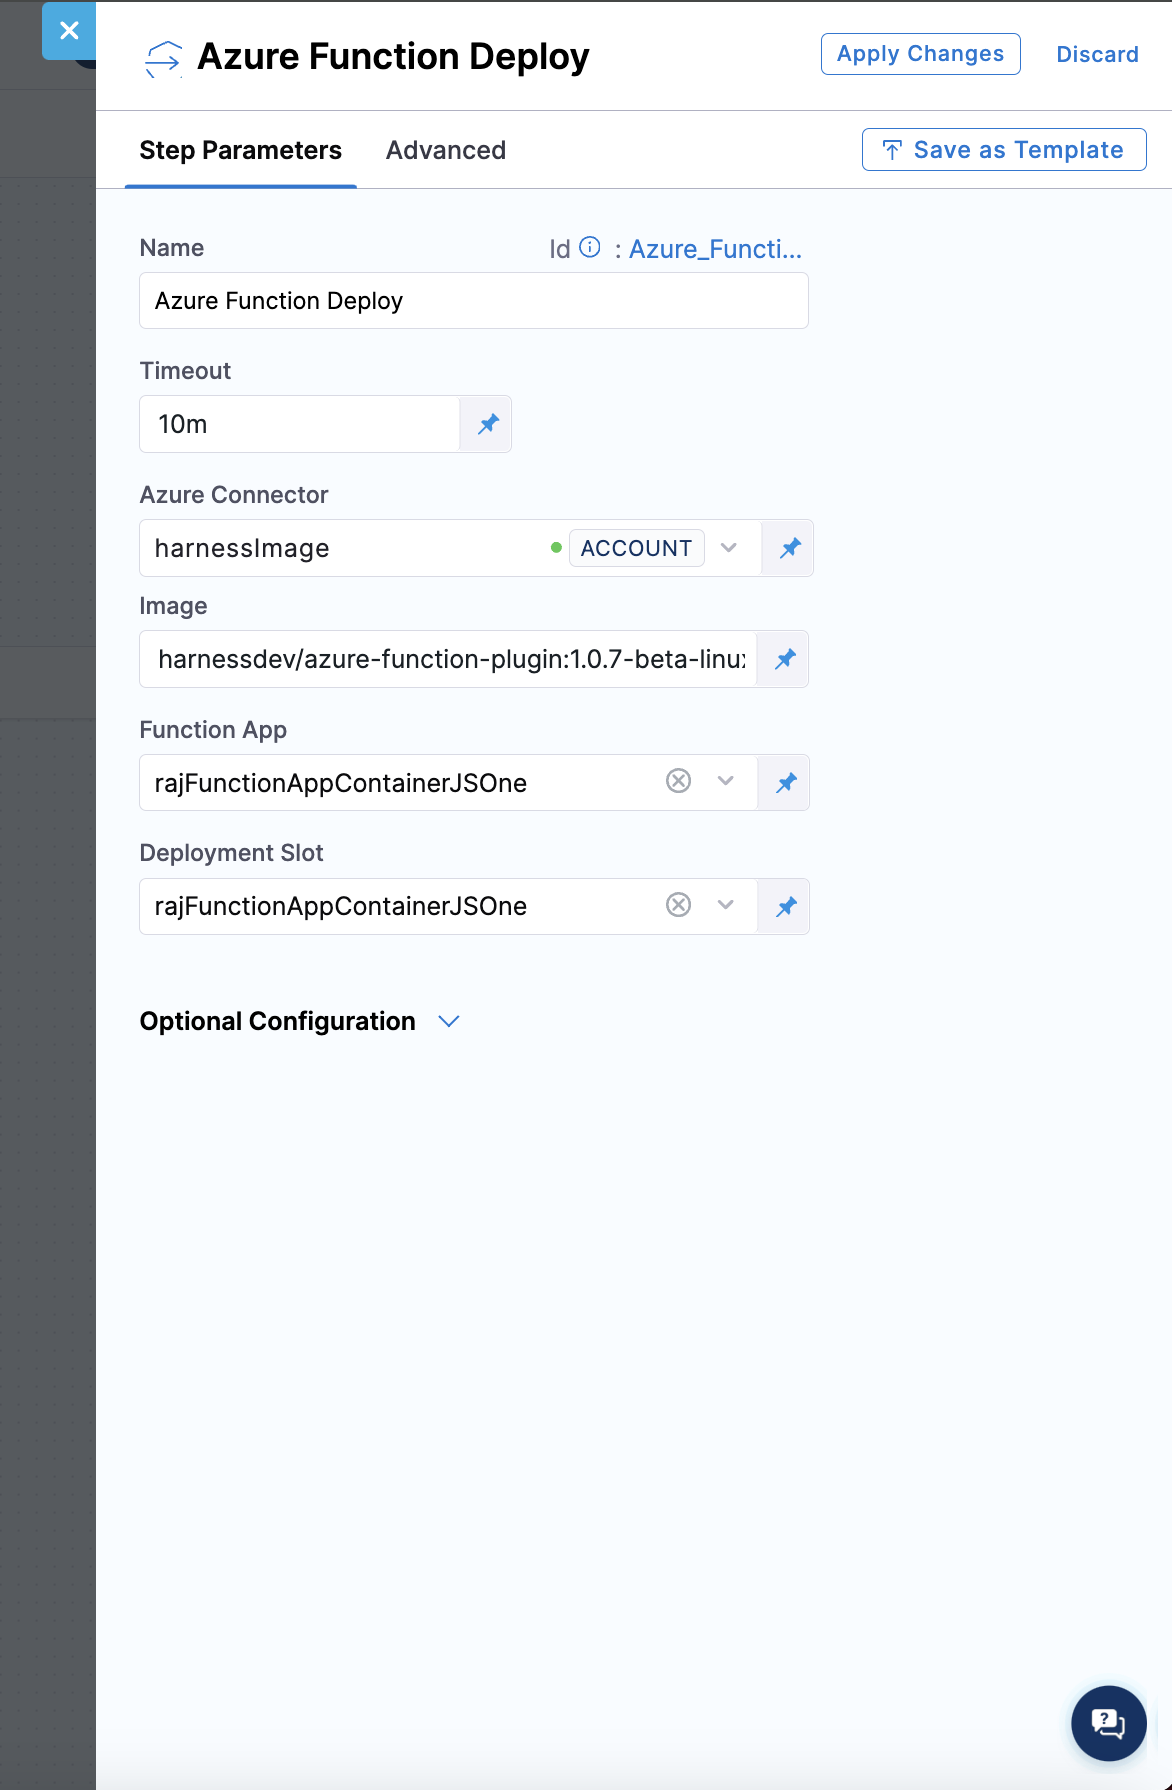 Azure Function Deploy
Apply Changes
Discard
Step Parameters
Advanced
Save as Template
Name
Id : Azure_Functi...
Azure Function Deploy
Timeout
10m
Azure Connector
harnessImage
ACCOUNT
Image
harnessdev/azure-function-plugin:1.0.7-beta-linux
Function App
rajFunctionAppContainerJSOne
Deployment Slot
rajFunctionAppContainerJSOne
Optional Configuration